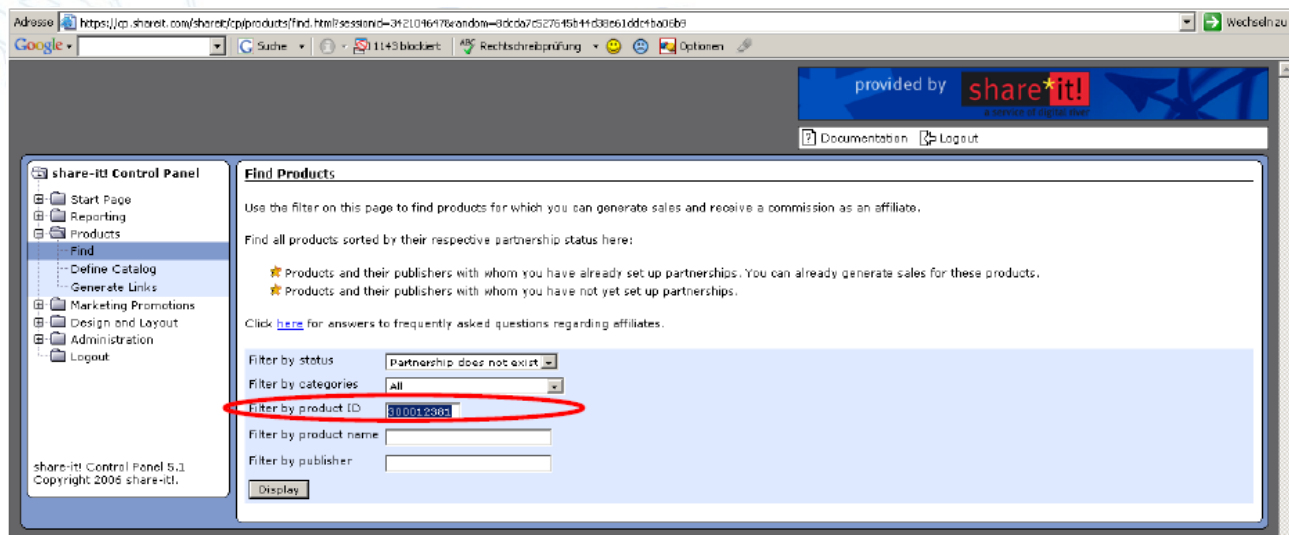 Adresse https://cp.shareit.com/shareit/cp/products/find.html?sessionid=3421046478&random=8dcda7c527645b44d38e61ddc4ba06b9 Wechseln zu
Google Suche 1143 blockiert Rechtschreibprüfung Optionen
provided by share*it!
a service of digital river
Documentation Logout
share-it! Control Panel
Start Page
Reporting
Products
Find
Define Catalog
Generate Links
Marketing Promotions
Design and Layout
Administration
Logout
share-it! Control Panel 5.1
Copyright 2006 share-it!.
Find Products
Use the filter on this page to find products for which you can generate sales and receive a commission as an affiliate.
Find all products sorted by their respective partnership status here:
Products and their publishers with whom you have already set up partnerships. You can already generate sales for these products.
Products and their publishers with whom you have not yet set up partnerships.
Click here for answers to frequently asked questions regarding affiliates.
Filter by status Partnership does not exist
Filter by categories All
Filter by product ID 300012381
Filter by product name
Filter by publisher
Display